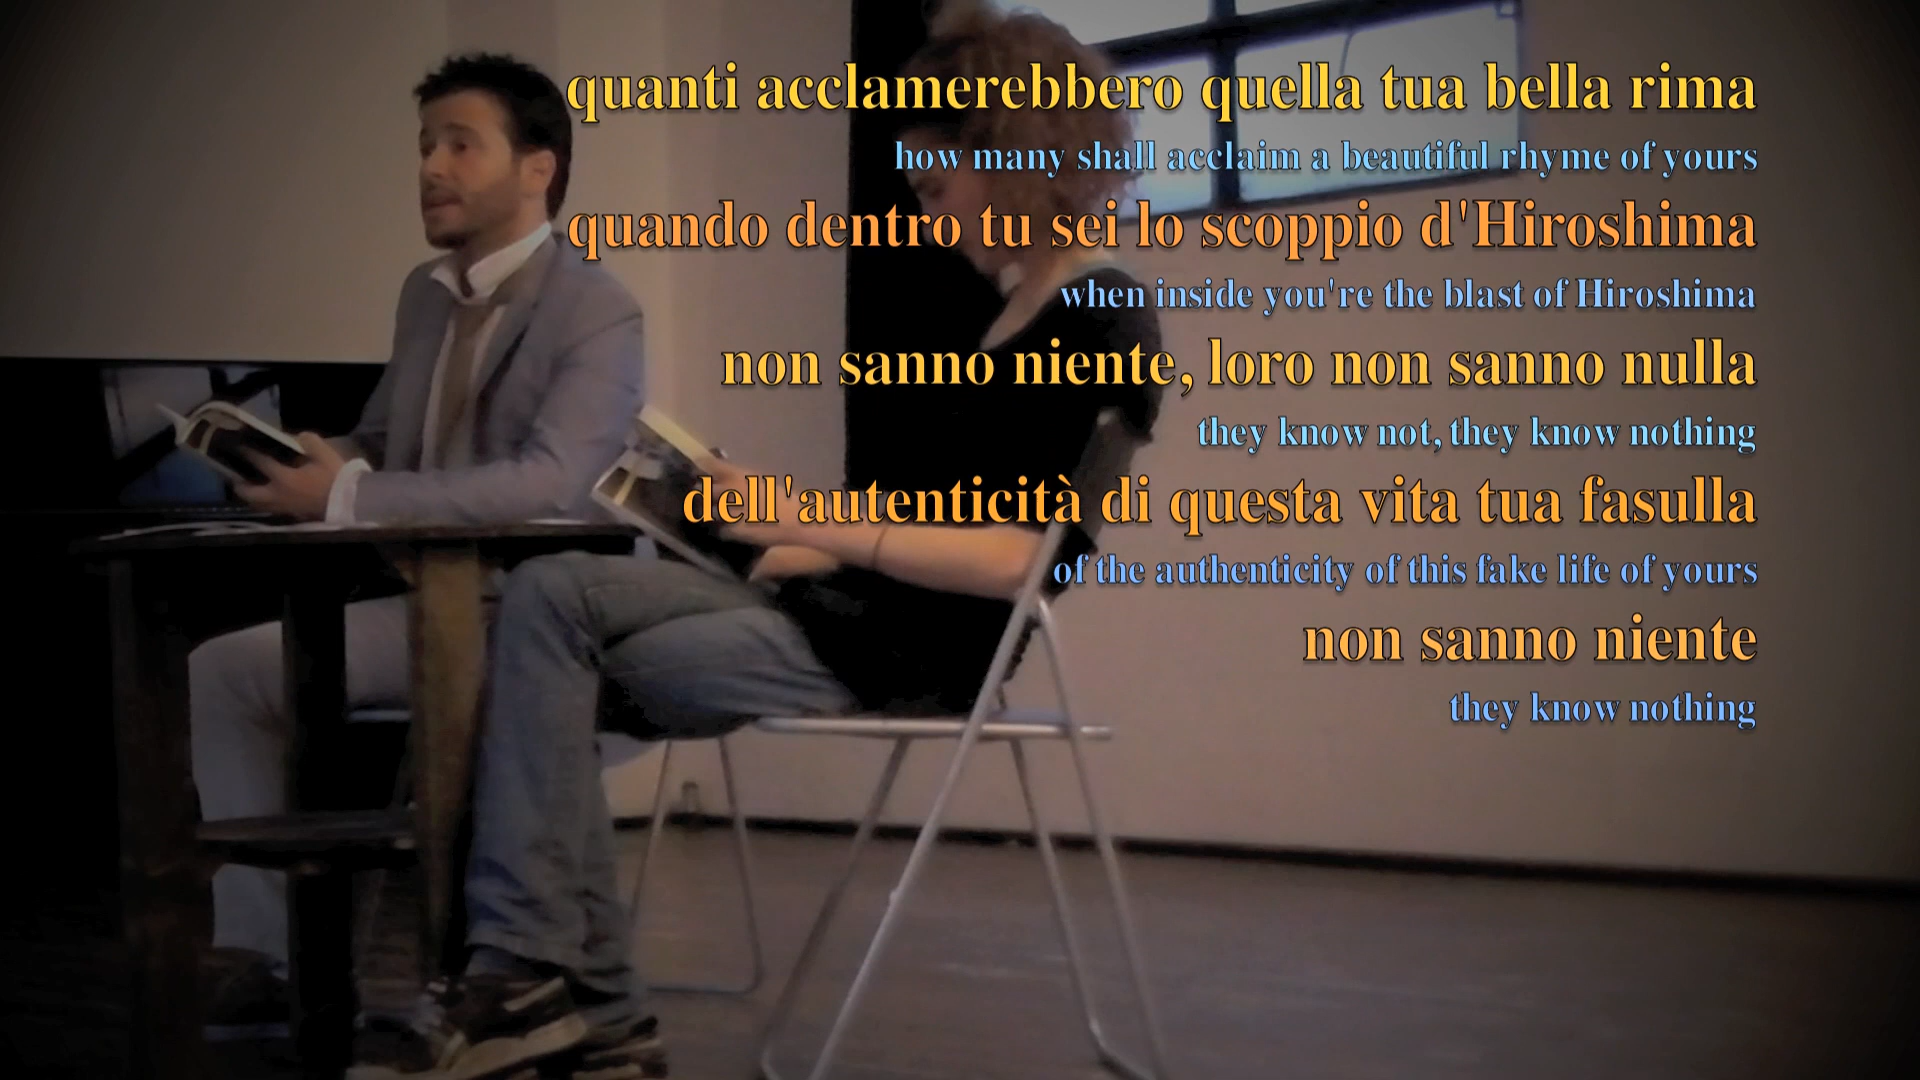 quanti acclamerebbero quella tua bella rima
how many shall acclaim a beautiful rhyme of yours
quando dentro tu sei lo scoppio d'Hiroshima
when inside you're the blast of Hiroshima
non sanno niente, loro non sanno nulla
they know not, they know nothing
dell'autenticità di questa vita tua fasulla
of the authenticity of this fake life of yours
non sanno niente
they know nothing